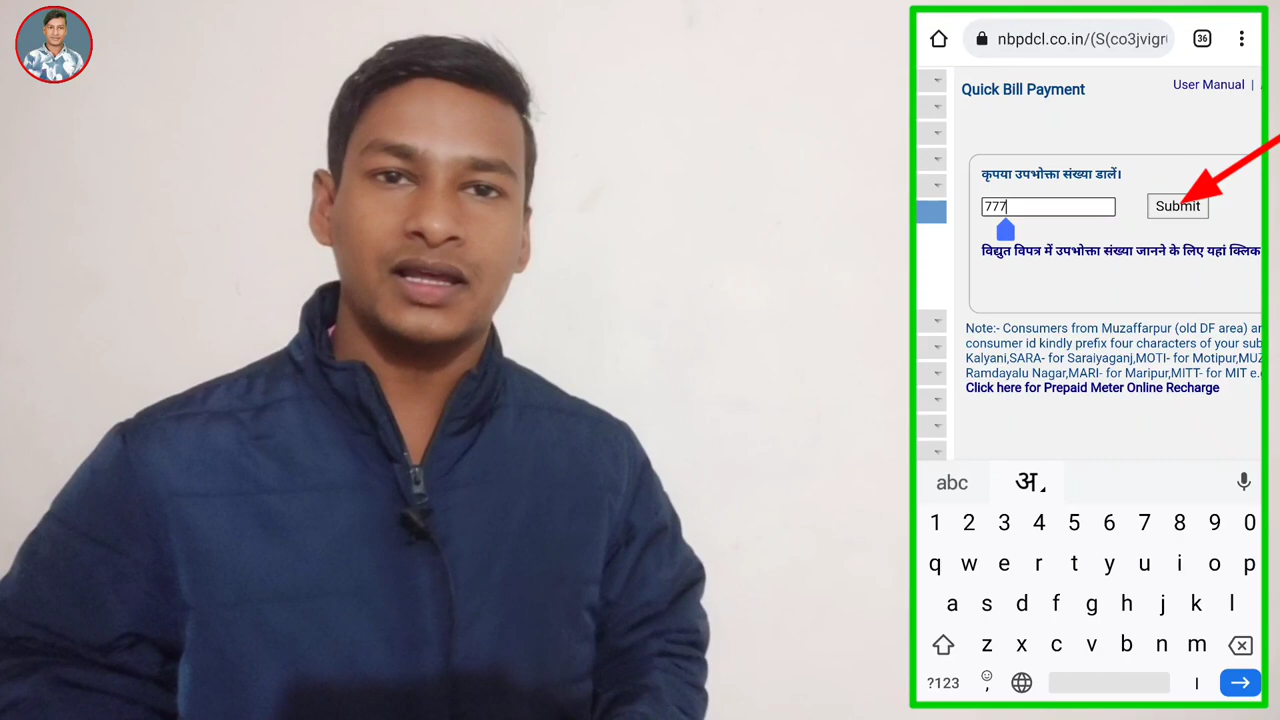 nbpdcl.co.in/(S(co3jvigr
36
Quick Bill Payment
User Manual |
कृपया उपभोक्ता संख्या डालें।
777
Submit
विद्युत विपत्र में उपभोक्ता संख्या जानने के लिए यहां क्लिक
Note:- Consumers from Muzaffarpur (old DF area) ar
consumer id kindly prefix four characters of your sub
Kalyani,SARA- for Saraiyaganj,MOTI- for Motipur,MUZ
Ramdayalu Nagar,MARI- for Maripur,MITT- for MIT e.
Click here for Prepaid Meter Online Recharge
abc अ
1 2 3 4 5 6 7 8 9 0
q w e r t y u i o p
a s d f g h j k l
z x c v b n m
?123 , ।